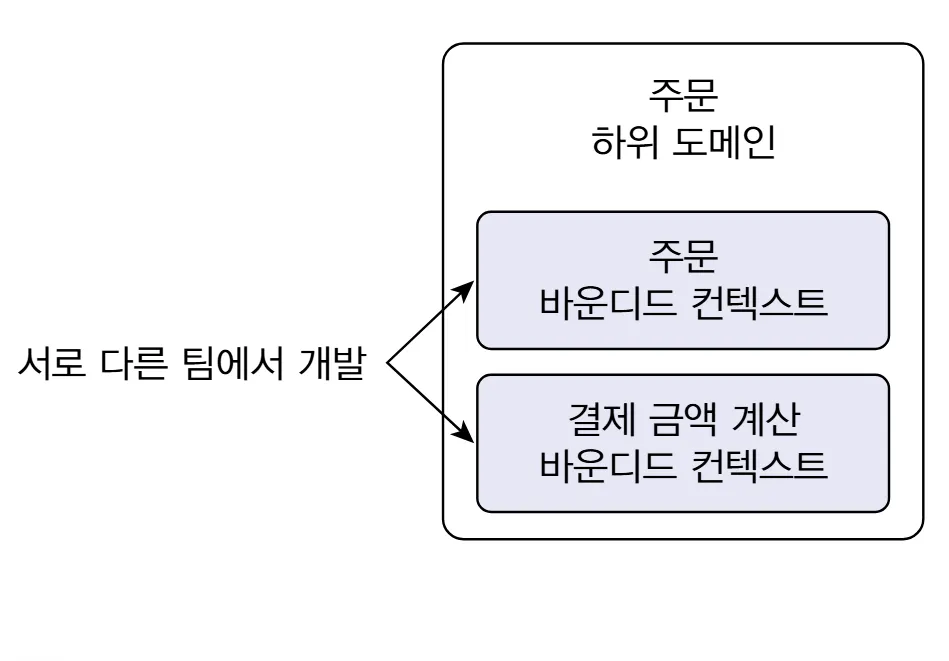 주문
하위 도메인
주문
바운디드 컨텍스트
서로 다른 팀에서 개발
결제 금액 계산
바운디드 컨텍스트